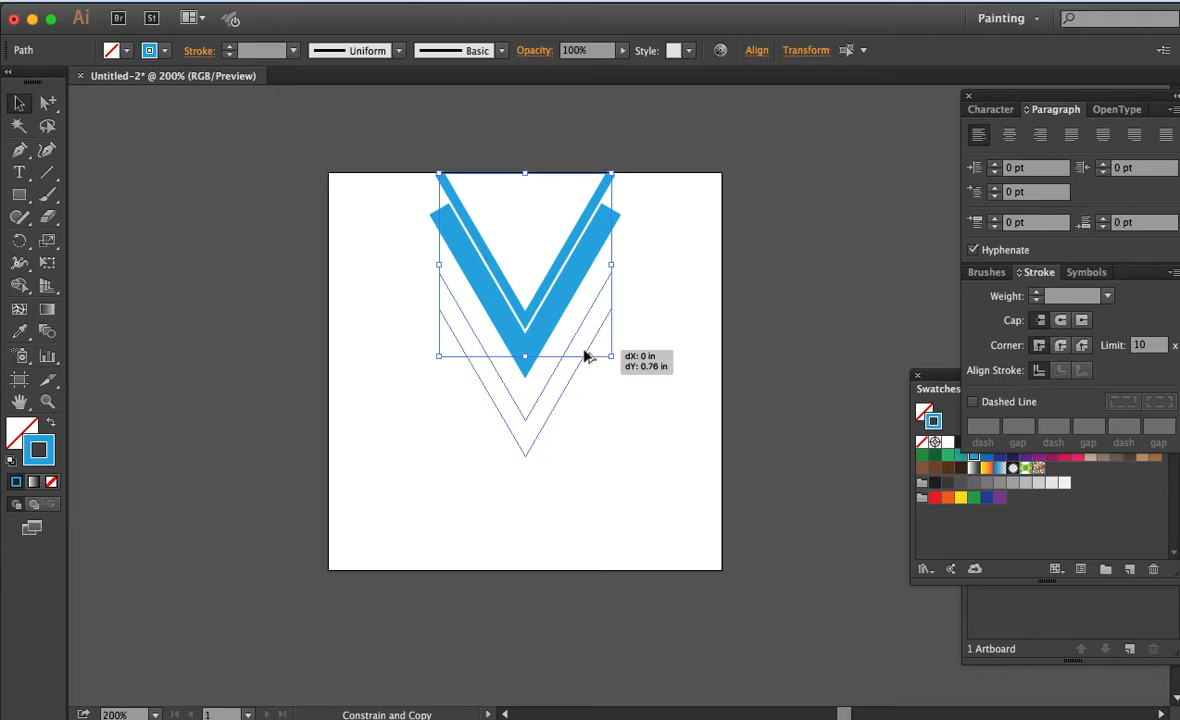 Ai Br St Painting
Path Stroke: Uniform Basic Opacity: 100% Style: Align Transform
× Untitled-2* @ 200% (RGB/Preview)
Character Paragraph OpenType
0 pt 0 pt
0 pt
0 pt 0 pt
Hyphenate
Brushes Stroke Symbols
Weight:
Cap:
Corner: Limit: 10 x
Align Stroke:
Dashed Line
dash gap dash gap dash gap
Swatches
dX: 0 in
dY: 0.76 in
1 Artboard
200% 1 Constrain and Copy